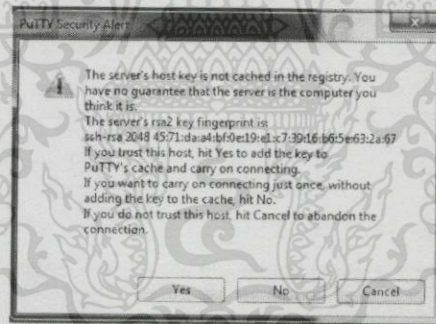 PuTTY Security Alert
The server's host key is not cached in the registry. You
have no guarantee that the server is the computer you
think it is.
The server's rsa2 key fingerprint is:
ssh-rsa 2048 45:71:da:a4:bf:0e:19:e1:c7:39:16:b6:5e:63:2a:67
If you trust this host, hit Yes to add the key to
PuTTY's cache and carry on connecting.
If you want to carry on connecting just once, without
adding the key to the cache, hit No.
If you do not trust this host, hit Cancel to abandon the
connection.
Yes
No
Cancel